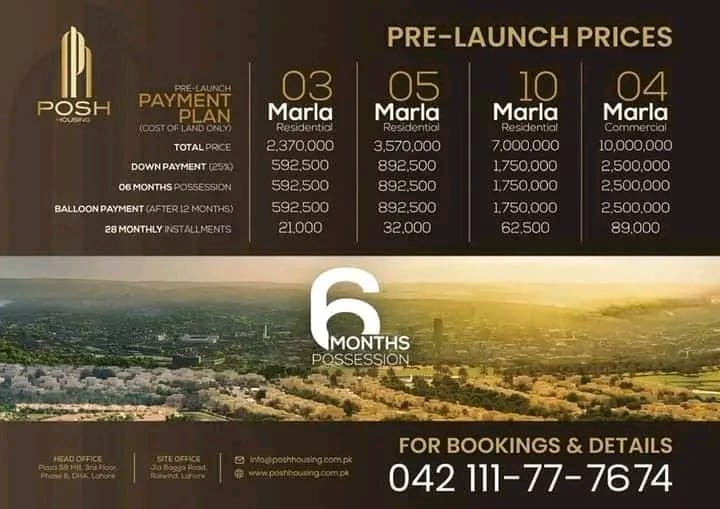 POSH
HOUSING
PRE-LAUNCH PRICES
PRE-LAUNCH
PAYMENT
PLAN
(COST OF LAND ONLY)
03
Marla
Residential
05
Marla
Residential
10
Marla
Residential
04
Marla
Commercial
TOTAL PRICE 2,370,000 3,570,000 7,000,000 10,000,000
DOWN PAYMENT (25%) 592,500 892,500 1,750,000 2,500,000
06 MONTHS POSSESSION 592,500 892,500 1,750,000 2,500,000
BALLOON PAYMENT (AFTER 12 MONTHS) 592,500 892,500 1,750,000 2,500,000
28 MONTHLY INSTALLMENTS 21,000 32,000 62,500 89,000
6
MONTHS
POSSESSION
HEAD OFFICE
Plaza 58 MB, 3rd Floor,
Phase 6, DHA, Lahore
SITE OFFICE
Jia Bagga Road,
Raiwind, Lahore
info@poshhousing.com.pk
www.poshhousing.com.pk
FOR BOOKINGS & DETAILS
042 111-77-7674